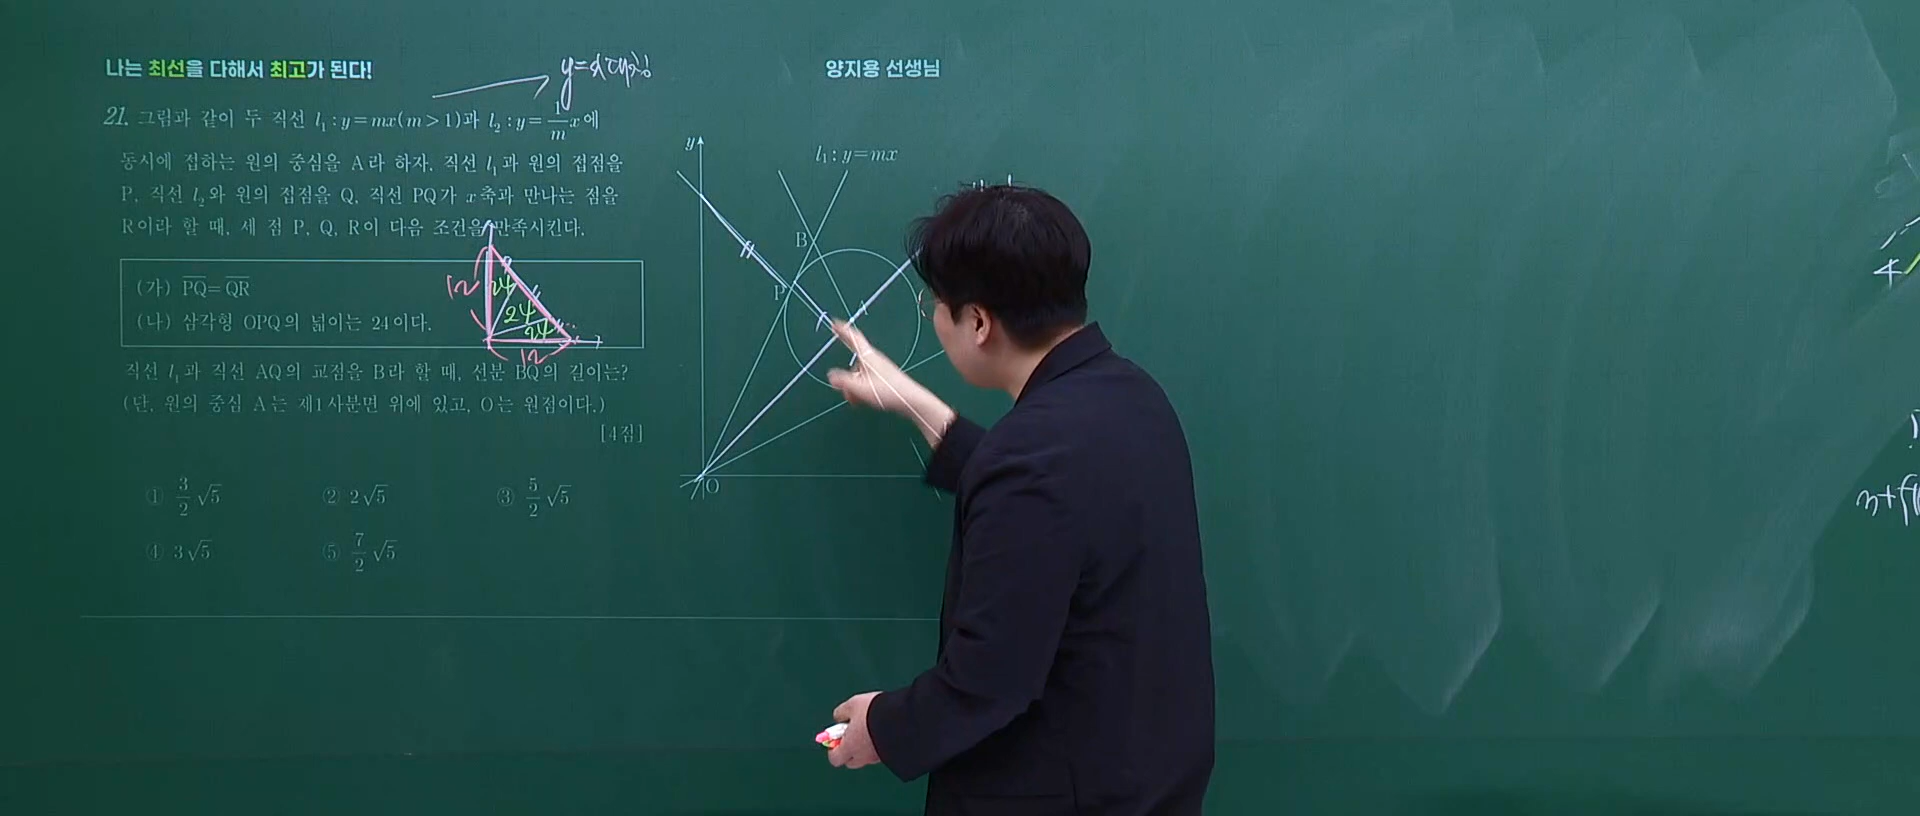 나는 최선을 다해서 최고가 된다!
y=x대칭
양지용 선생님
21. 그림과 같이 두 직선 l₁ : y=mx(m>1)과 l₂ : y=1/m x에
동시에 접하는 원의 중심을 A라 하자. 직선 l₁과 원의 접점을
P, 직선 l₂와 원의 접점을 Q, 직선 PQ가 x축과 만나는 점을
R이라 할 때, 세 점 P, Q, R이 다음 조건을 만족시킨다.
(가) PQ=QR
(나) 삼각형 OPQ의 넓이는 24이다.
12
24
24
24
12
직선 l₁과 직선 AQ의 교점을 B라 할 때, 선분 BQ의 길이는?
(단, 원의 중심 A는 제1사분면 위에 있고, O는 원점이다.)
[4점]
① 3/2 √5
② 2√5
③ 5/2 √5
④ 3√5
⑤ 7/2 √5
y
l₁ : y=mx
B
P
A
O
4